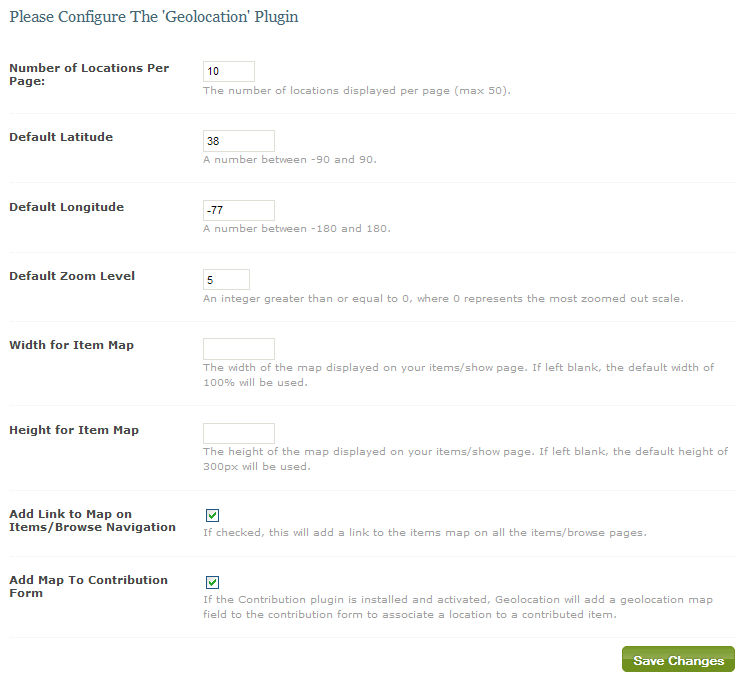 Please Configure The 'Geolocation' Plugin
Number of Locations Per
Page:
10
The number of locations displayed per page (max 50).
Default Latitude
38
A number between -90 and 90.
Default Longitude
-77
A number between -180 and 180.
Default Zoom Level
5
An integer greater than or equal to 0, where 0 represents the most zoomed out scale.
Width for Item Map
The width of the map displayed on your items/show page. If left blank, the default width of
100% will be used.
Height for Item Map
The height of the map displayed on your items/show page. If left blank, the default height of
300px will be used.
Add Link to Map on
Items/Browse Navigation
If checked, this will add a link to the items map on all the items/browse pages.
Add Map To Contribution
Form
If the Contribution plugin is installed and activated, Geolocation will add a geolocation map
field to the contribution form to associate a location to a contributed item.
Save Changes